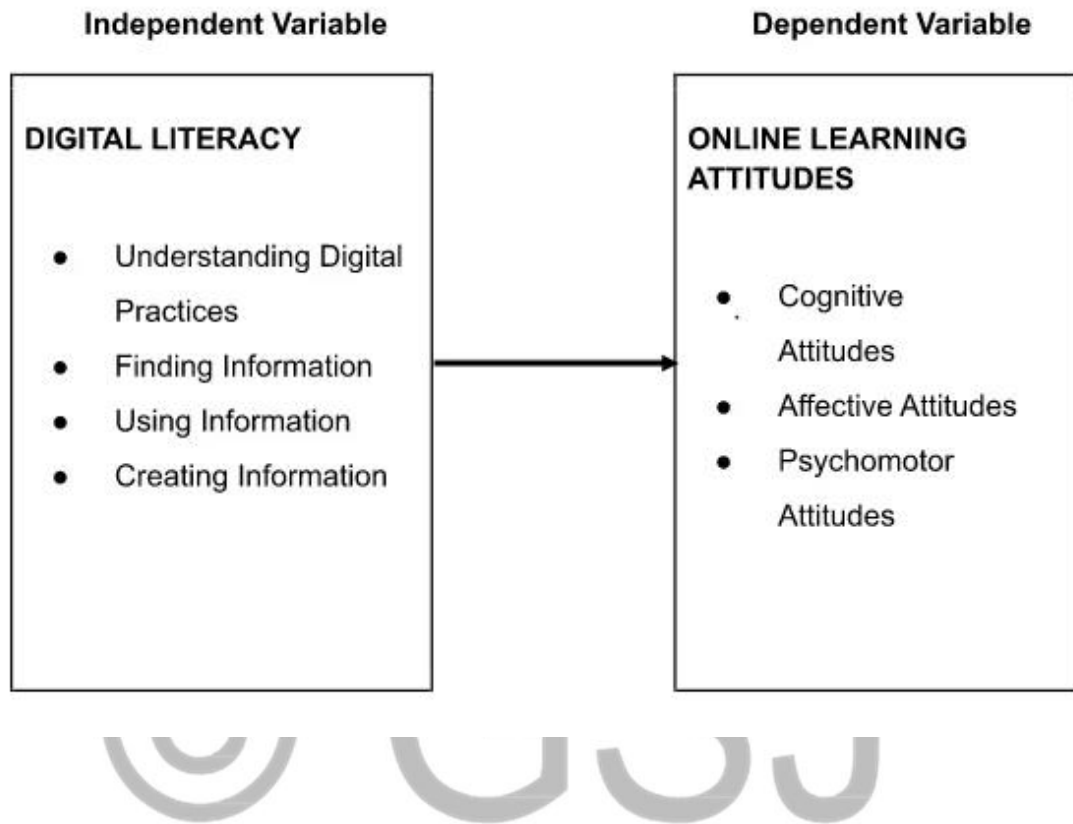 Independent Variable
Dependent Variable
DIGITAL LITERACY
● Understanding Digital
Practices
● Finding Information
● Using Information
● Creating Information
ONLINE LEARNING
ATTITUDES
● Cognitive
Attitudes
● Affective Attitudes
● Psychomotor
Attitudes
© GSJ